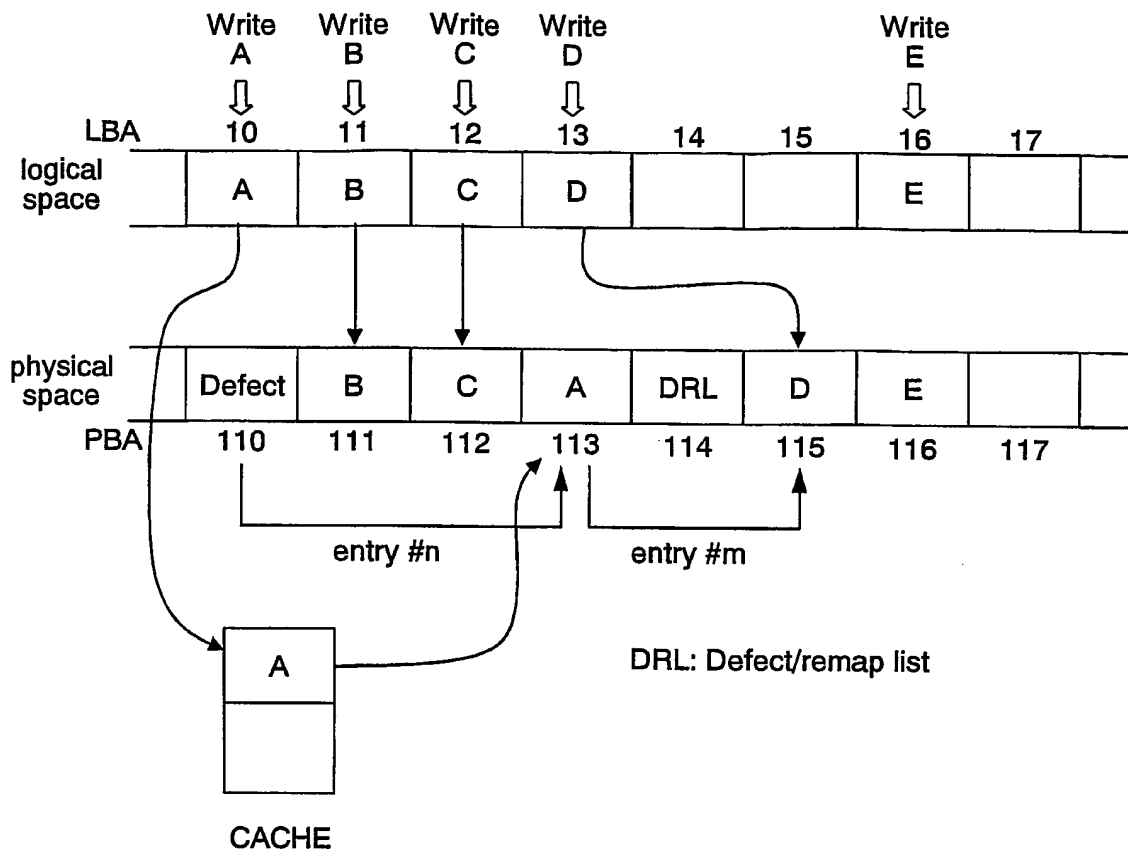 Write Write Write Write Write
A B C D E
LBA 10 11 12 13 14 15 16 17
logical
space
A B C D E
physical
space
Defect B C A DRL D E
PBA 110 111 112 113 114 115 116 117
entry #n entry #m
A
DRL: Defect/remap list
CACHE